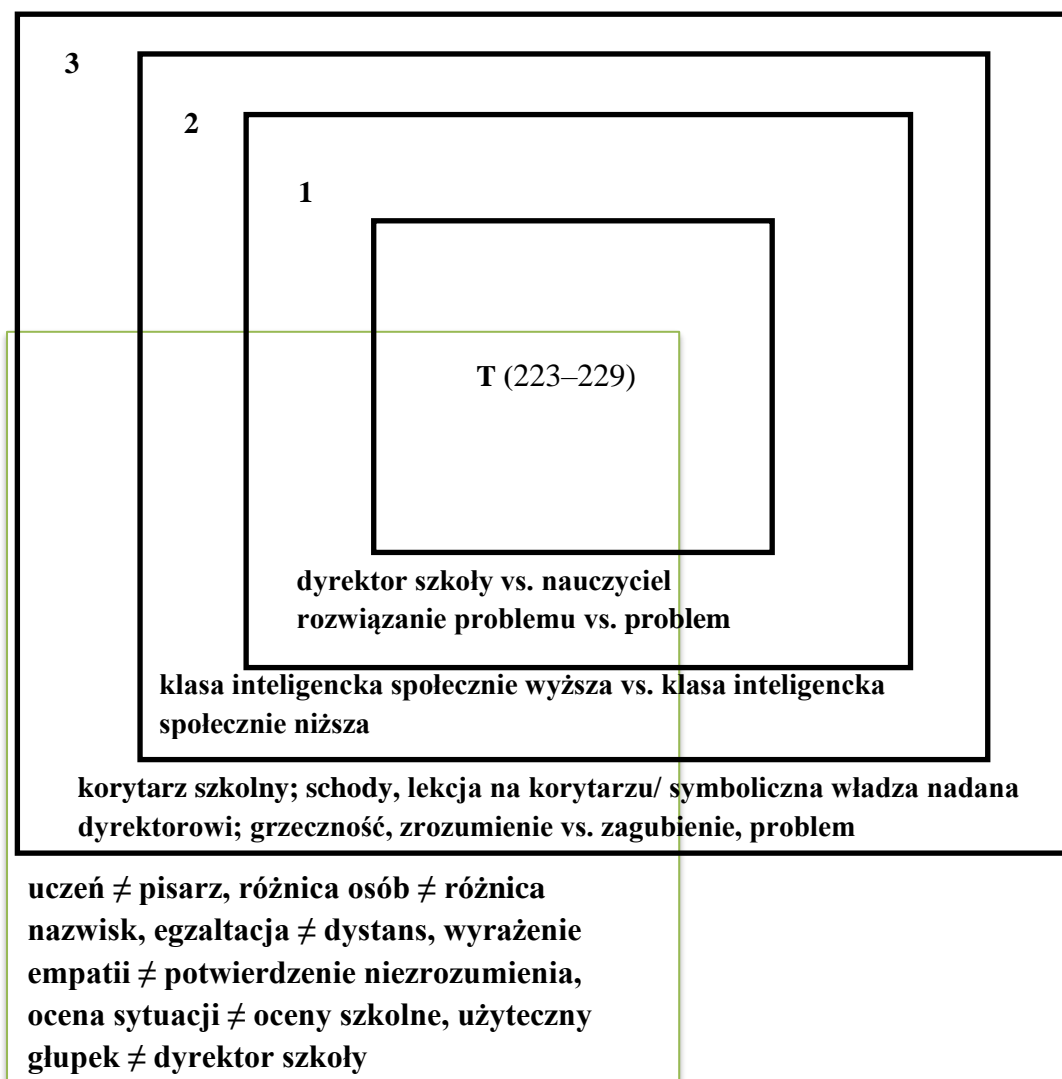 3
2
1
T (223–229)
dyrektor szkoły vs. nauczyciel
rozwiązanie problemu vs. problem
klasa inteligencka społecznie wyższa vs. klasa inteligencka
społecznie niższa
korytarz szkolny; schody, lekcja na korytarzu/ symboliczna władza nadana
dyrektorowi; grzeczność, zrozumienie vs. zagubienie, problem
uczeń ≠ pisarz, różnica osób ≠ różnica
nazwisk, egzaltacja ≠ dystans, wyrażenie
empatii ≠ potwierdzenie niezrozumienia,
ocena sytuacji ≠ oceny szkolne, użyteczny
głupek ≠ dyrektor szkoły